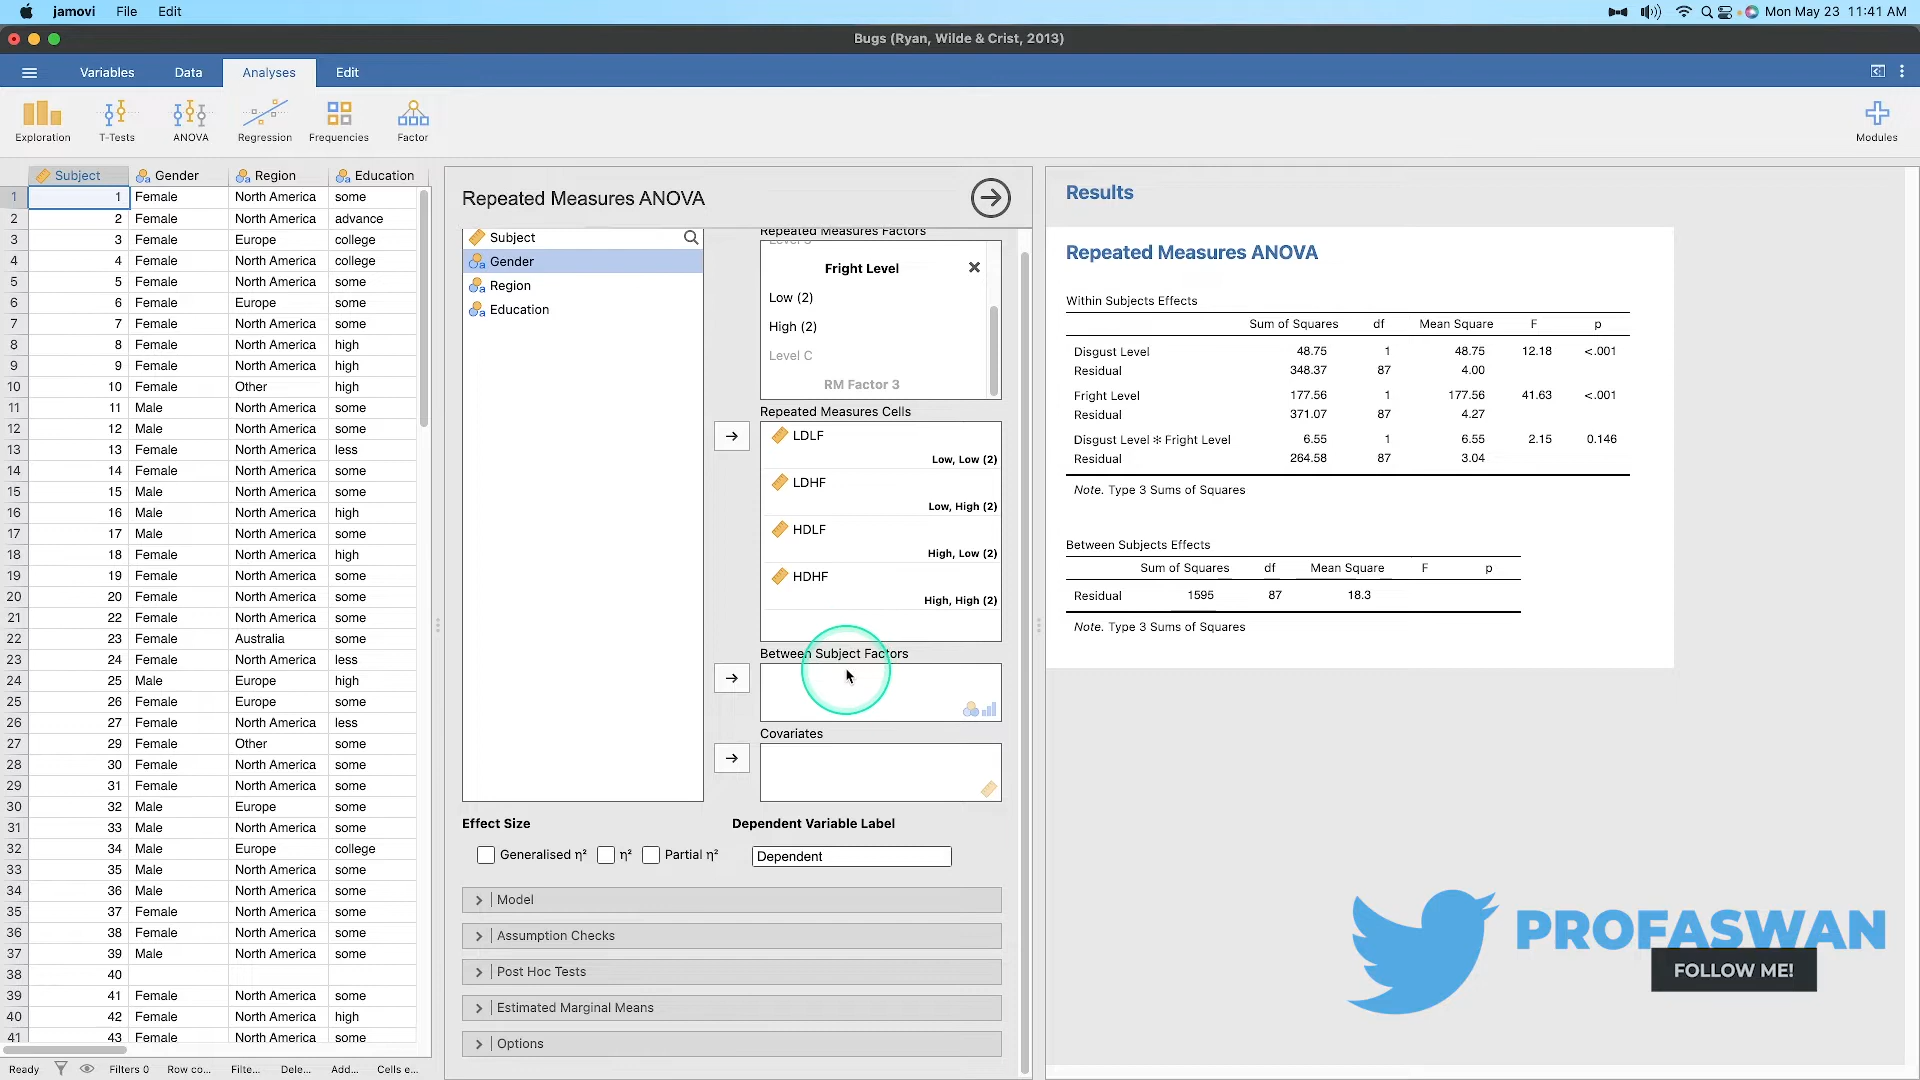 jamovi File Edit Mon May 23 11:41 AM
Bugs (Ryan, Wilde & Crist, 2013)
Variables Data Analyses Edit
Exploration T-Tests ANOVA Regression Frequencies Factor Modules
Subject Gender Region Education
1 1 Female North America some
2 2 Female North America advance
3 3 Female Europe college
4 4 Female North America college
5 5 Female North America some
6 6 Female Europe some
7 7 Female North America some
8 8 Female North America high
9 9 Female North America high
10 10 Female Other high
11 11 Male North America some
12 12 Male North America some
13 13 Female North America less
14 14 Female North America some
15 15 Male North America some
16 16 Male North America high
17 17 Male North America some
18 18 Female North America high
19 19 Female North America some
20 20 Female North America some
21 22 Female North America some
22 23 Female Australia some
23 24 Female North America less
24 25 Male Europe high
25 26 Female Europe some
26 27 Female North America less
27 29 Female Other some
28 30 Female North America some
29 31 Female North America some
30 32 Male Europe some
31 33 Male North America some
32 34 Male Europe college
33 35 Male North America some
34 36 Male North America some
35 37 Female North America some
36 38 Female North America some
37 39 Male North America some
38 40
39 41 Female North America some
40 42 Female North America high
41 43 Female North America some
Ready Filters 0 Row co... Filte... Dele... Add... Cells e...
Repeated Measures ANOVA
Subject
Gender
Region
Education
Repeated Measures Factors
Fright Level
Low (2)
High (2)
Level C
RM Factor 3
Repeated Measures Cells
LDLF
Low, Low (2)
LDHF
Low, High (2)
HDLF
High, Low (2)
HDHF
High, High (2)
Between Subject Factors
Covariates
Effect Size Dependent Variable Label
Generalised η² η² Partial η² Dependent
Model
Assumption Checks
Post Hoc Tests
Estimated Marginal Means
Options
Results
Repeated Measures ANOVA
Within Subjects Effects
Sum of Squares df Mean Square F p
Disgust Level 48.75 1 48.75 12.18 <.001
Residual 348.37 87 4.00
Fright Level 177.56 1 177.56 41.63 <.001
Residual 371.07 87 4.27
Disgust Level ✻ Fright Level 6.55 1 6.55 2.15 0.146
Residual 264.58 87 3.04
Note. Type 3 Sums of Squares
Between Subjects Effects
Sum of Squares df Mean Square F p
Residual 1595 87 18.3
Note. Type 3 Sums of Squares
PROFASWAN
FOLLOW ME!